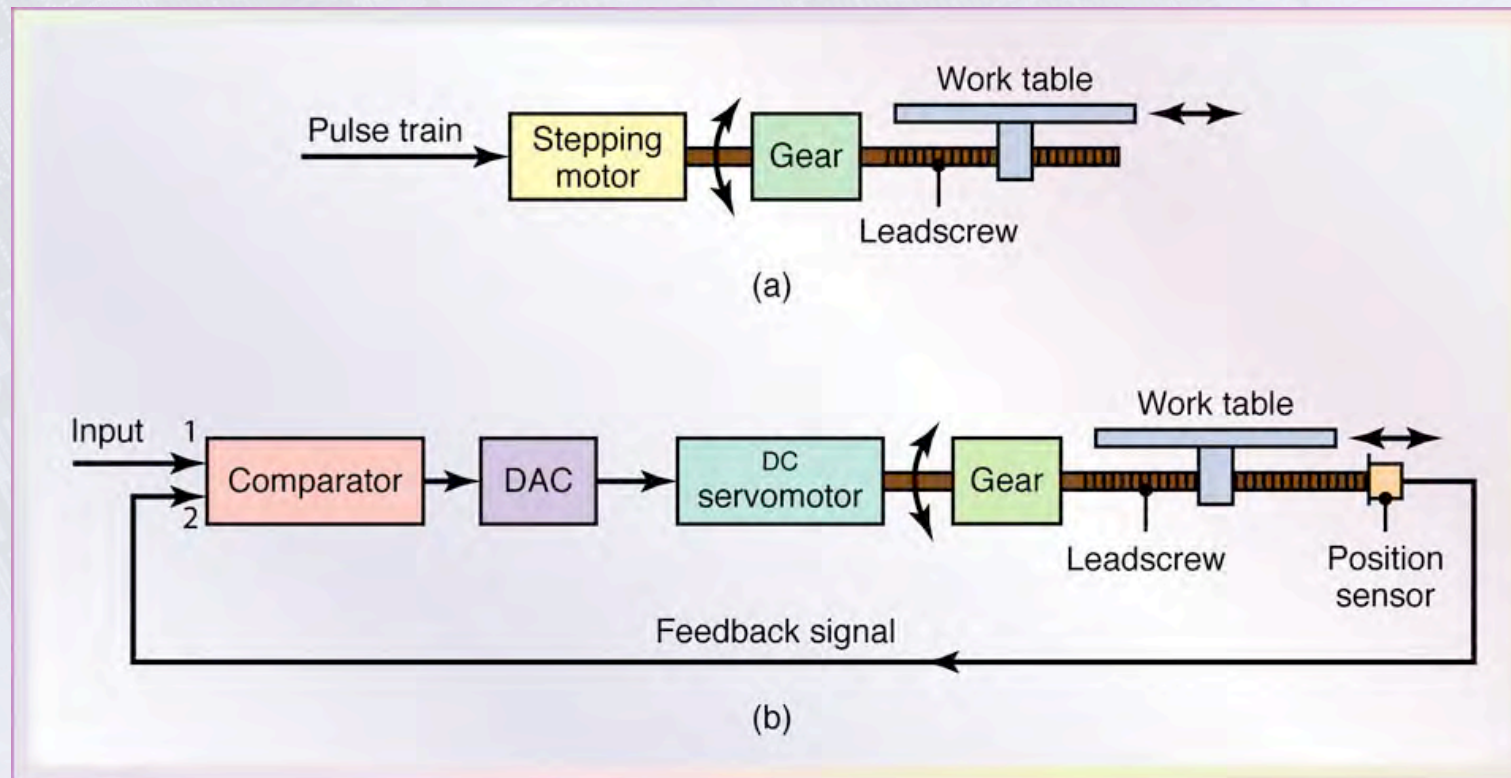 Work table
Pulse train
Stepping
motor
Gear
Leadscrew
(a)
Work table
Input
1
2
Comparator
DAC
DC
servomotor
Gear
Leadscrew
Position
sensor
Feedback signal
(b)